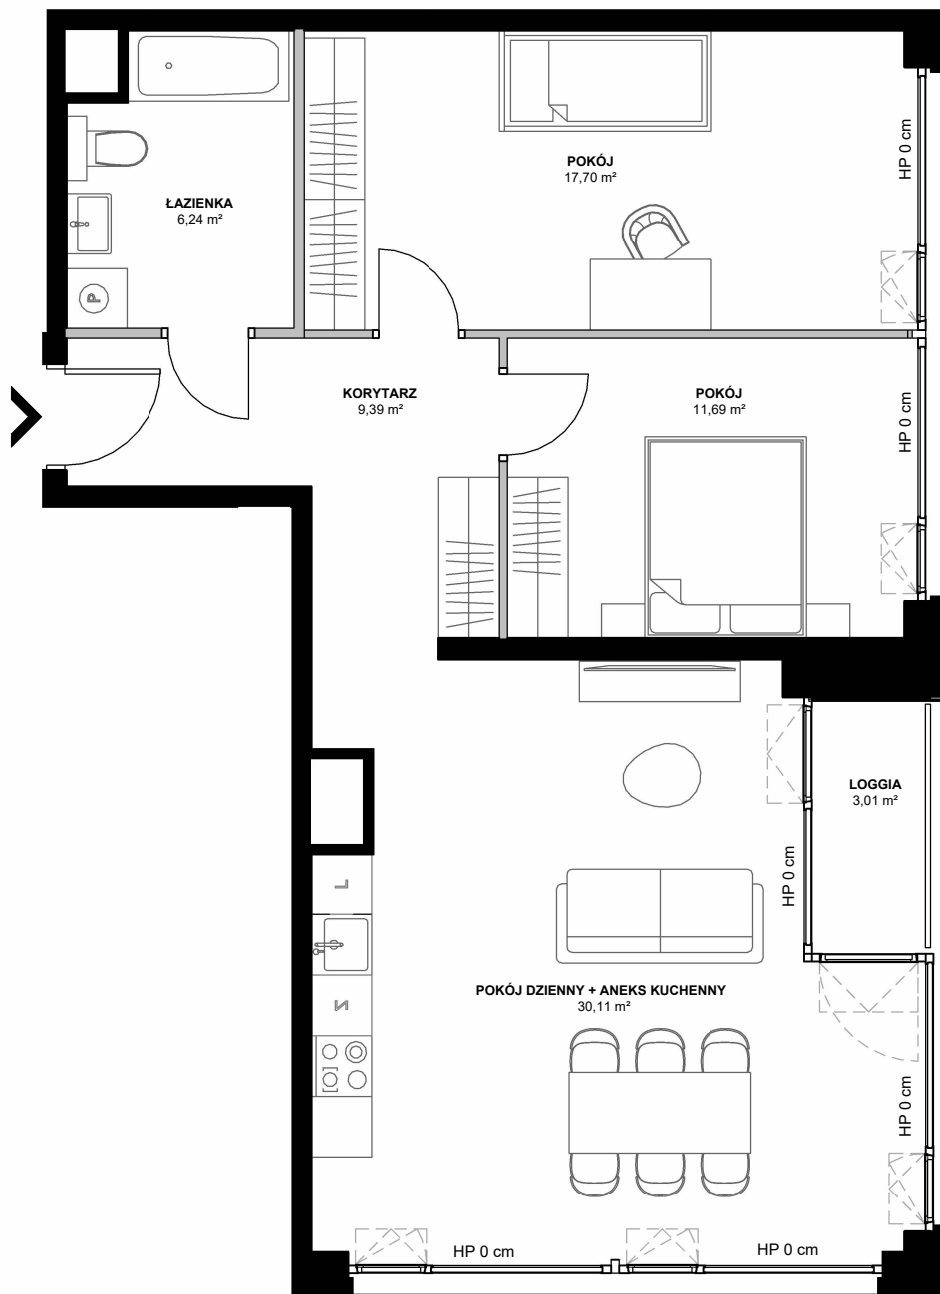 POKÓJ
17,70 m²
HP 0 cm
ŁAZIENKA
6,24 m²
P
KORYTARZ
9,39 m²
POKÓJ
11,69 m²
HP 0 cm
LOGGIA
3,01 m²
HP 0 cm
L
Z
POKÓJ DZIENNY + ANEKS KUCHENNY
30,11 m²
HP 0 cm
HP 0 cm
HP 0 cm